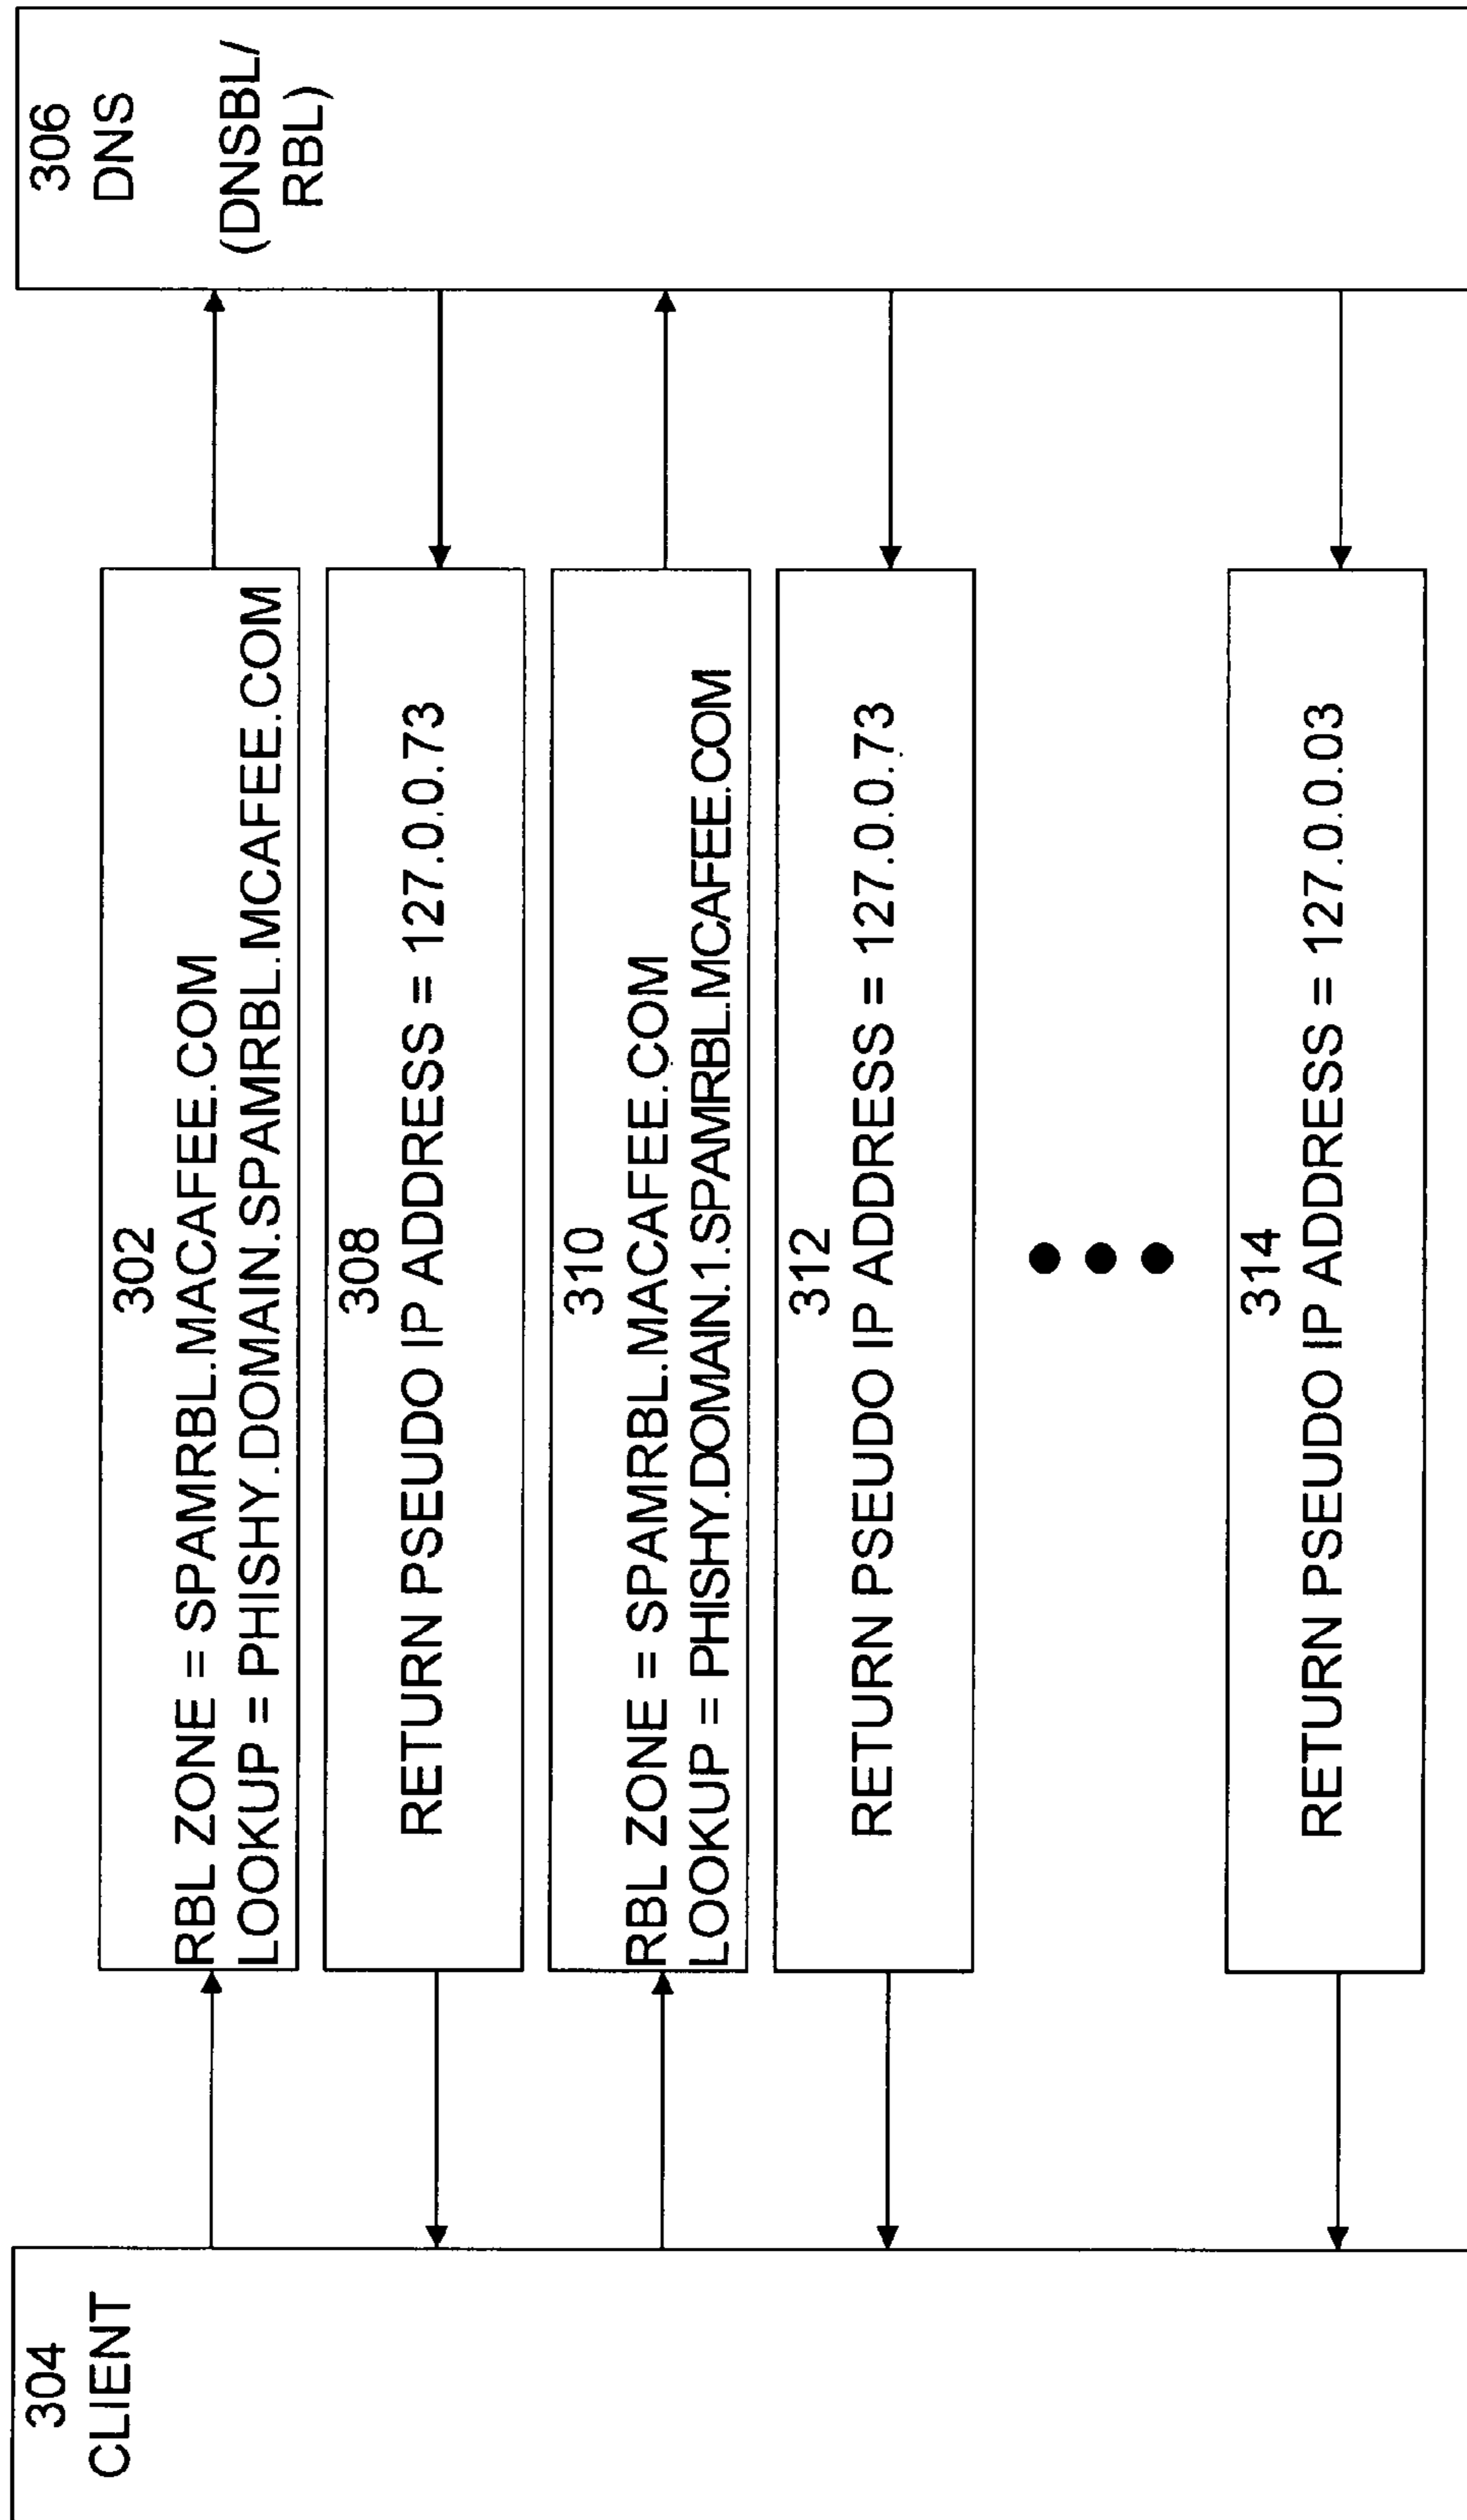 304
CLIENT
302
RBL ZONE = SPAMRBL.MACAFEE.COM
LOOKUP = PHISHY.DOMAIN.SPAMRBL.MCAFEE.COM
308
RETURN PSEUDO IP ADDRESS = 127.0.0.73
310
RBL ZONE = SPAMRBL.MACAFEE.COM
LOOKUP = PHISHY.DOMAIN.1.SPAMRBL.MCAFEE.COM
312
RETURN PSEUDO IP ADDRESS = 127.0.0.73
314
RETURN PSEUDO IP ADDRESS = 127.0.0.03
306
DNS
(DNSBL/
RBL)